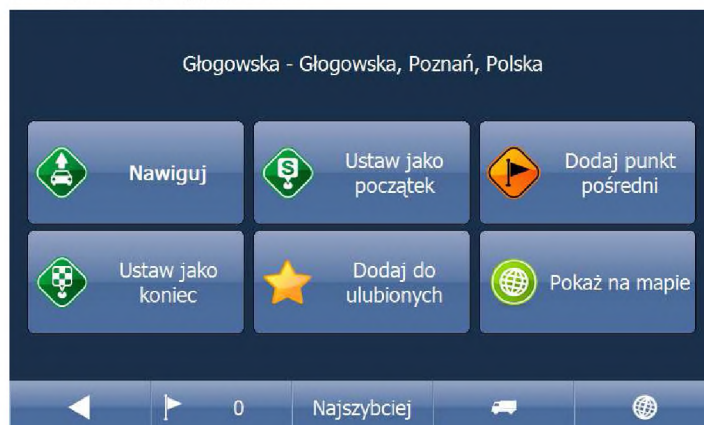 Głogowska - Głogowska, Poznań, Polska
Nawiguj
Ustaw jako
początek
Dodaj punkt
pośredni
Ustaw jako
koniec
Dodaj do
ulubionych
Pokaż na mapie
0
Najszybciej